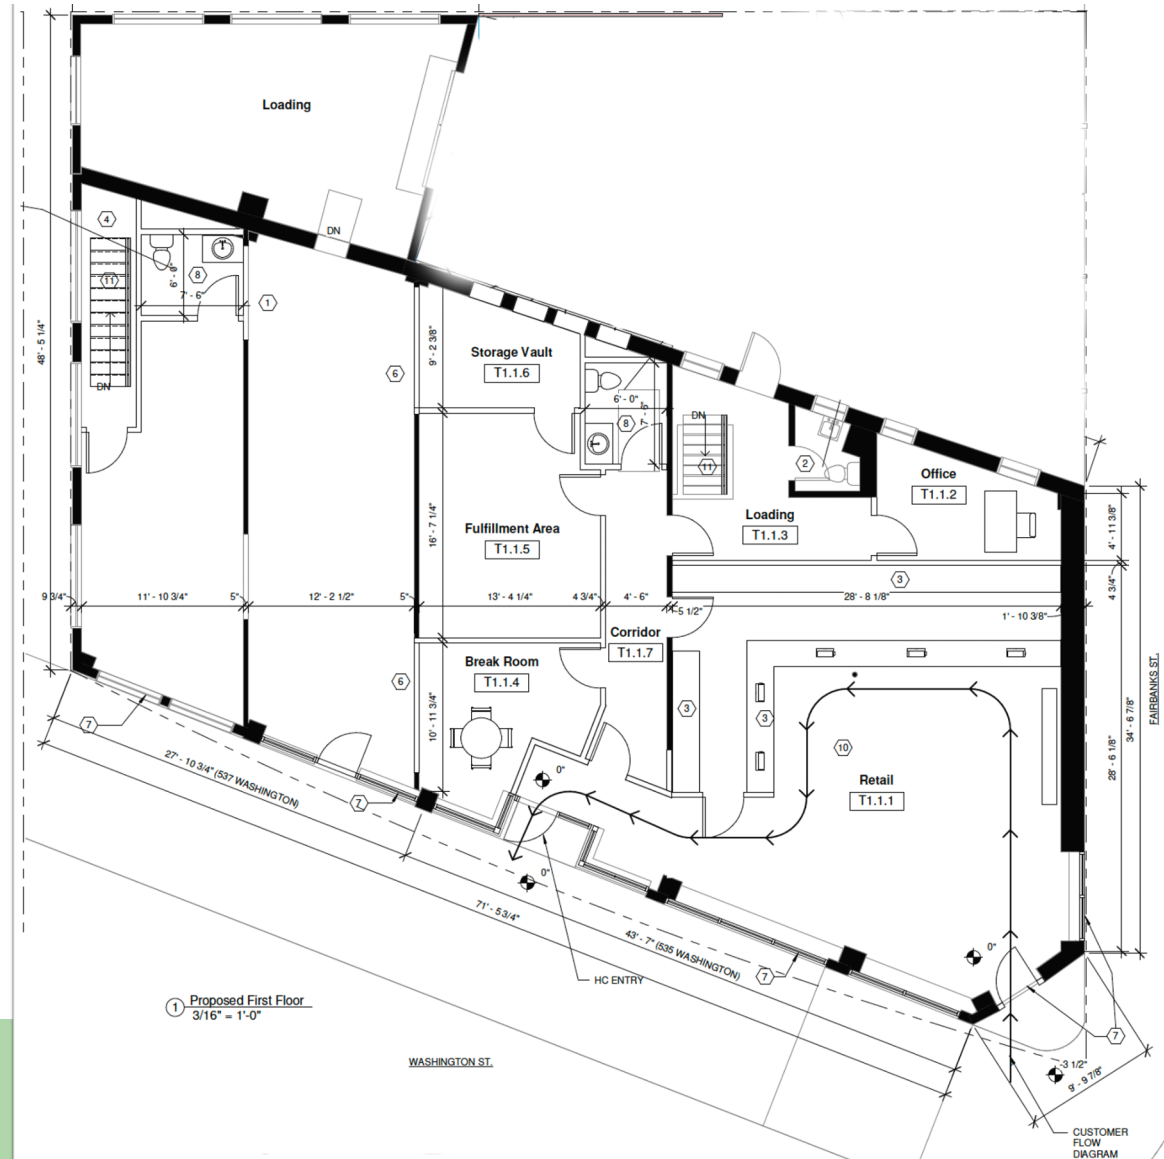 Loading
DN
4
11
8
6' - 0"
7' - 6"
1
DN
48' - 5 1/4"
9' - 2 3/8"
Storage Vault
T1.1.6
6
6' - 0"
7' - 6"
8
DN
11
2
Office
T1.1.2
Loading
T1.1.3
4' - 11 3/8"
16' - 7 1/4"
Fulfillment Area
T1.1.5
3
4 3/4"
9 3/4"
11' - 10 3/4"
5"
12' - 2 1/2"
5"
13' - 4 1/4"
4 3/4"
4' - 6"
5 1/2"
28' - 8 1/8"
1' - 10 3/8"
Corridor
T1.1.7
Break Room
T1.1.4
6
10' - 11 3/4"
3
3
10
Retail
T1.1.1
28' - 6 1/8"
34' - 6 7/8"
FAIRBANKS ST.
7
27' - 10 3/4" (537 WASHINGTON)
7
0"
0"
71' - 5 3/4"
43' - 7" (535 WASHINGTON)
7
0"
HC ENTRY
1
Proposed First Floor
3/16" = 1'-0"
WASHINGTON ST.
7
-3 1/2"
8' - 9 7/8"
CUSTOMER
FLOW
DIAGRAM
DN